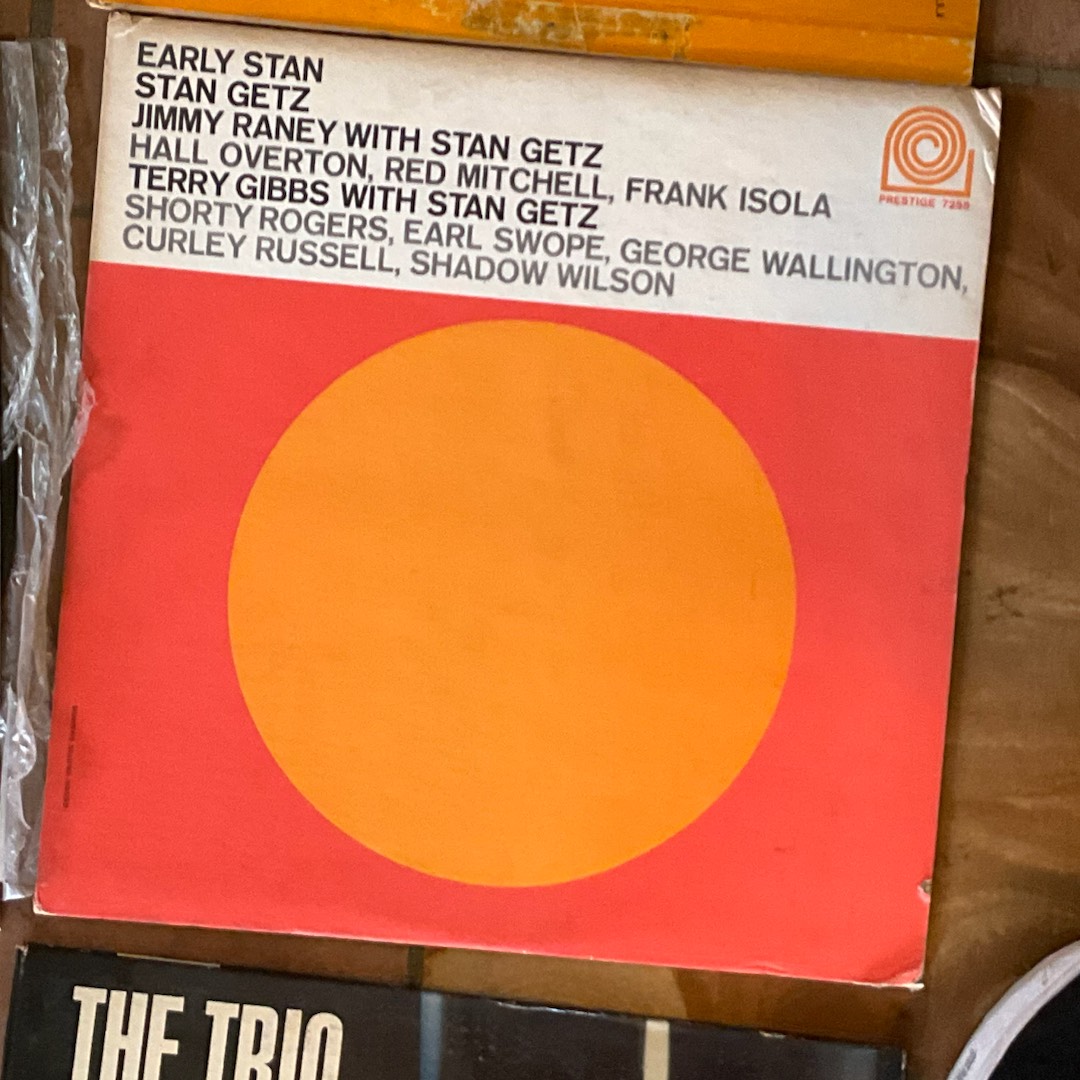 EARLY STAN
STAN GETZ
JIMMY RANEY WITH STAN GETZ
HALL OVERTON, RED MITCHELL, FRANK ISOLA
TERRY GIBBS WITH STAN GETZ
SHORTY ROGERS, EARL SWOPE, GEORGE WALLINGTON,
CURLEY RUSSELL, SHADOW WILSON
PRESTIGE 7255
THE TRIO